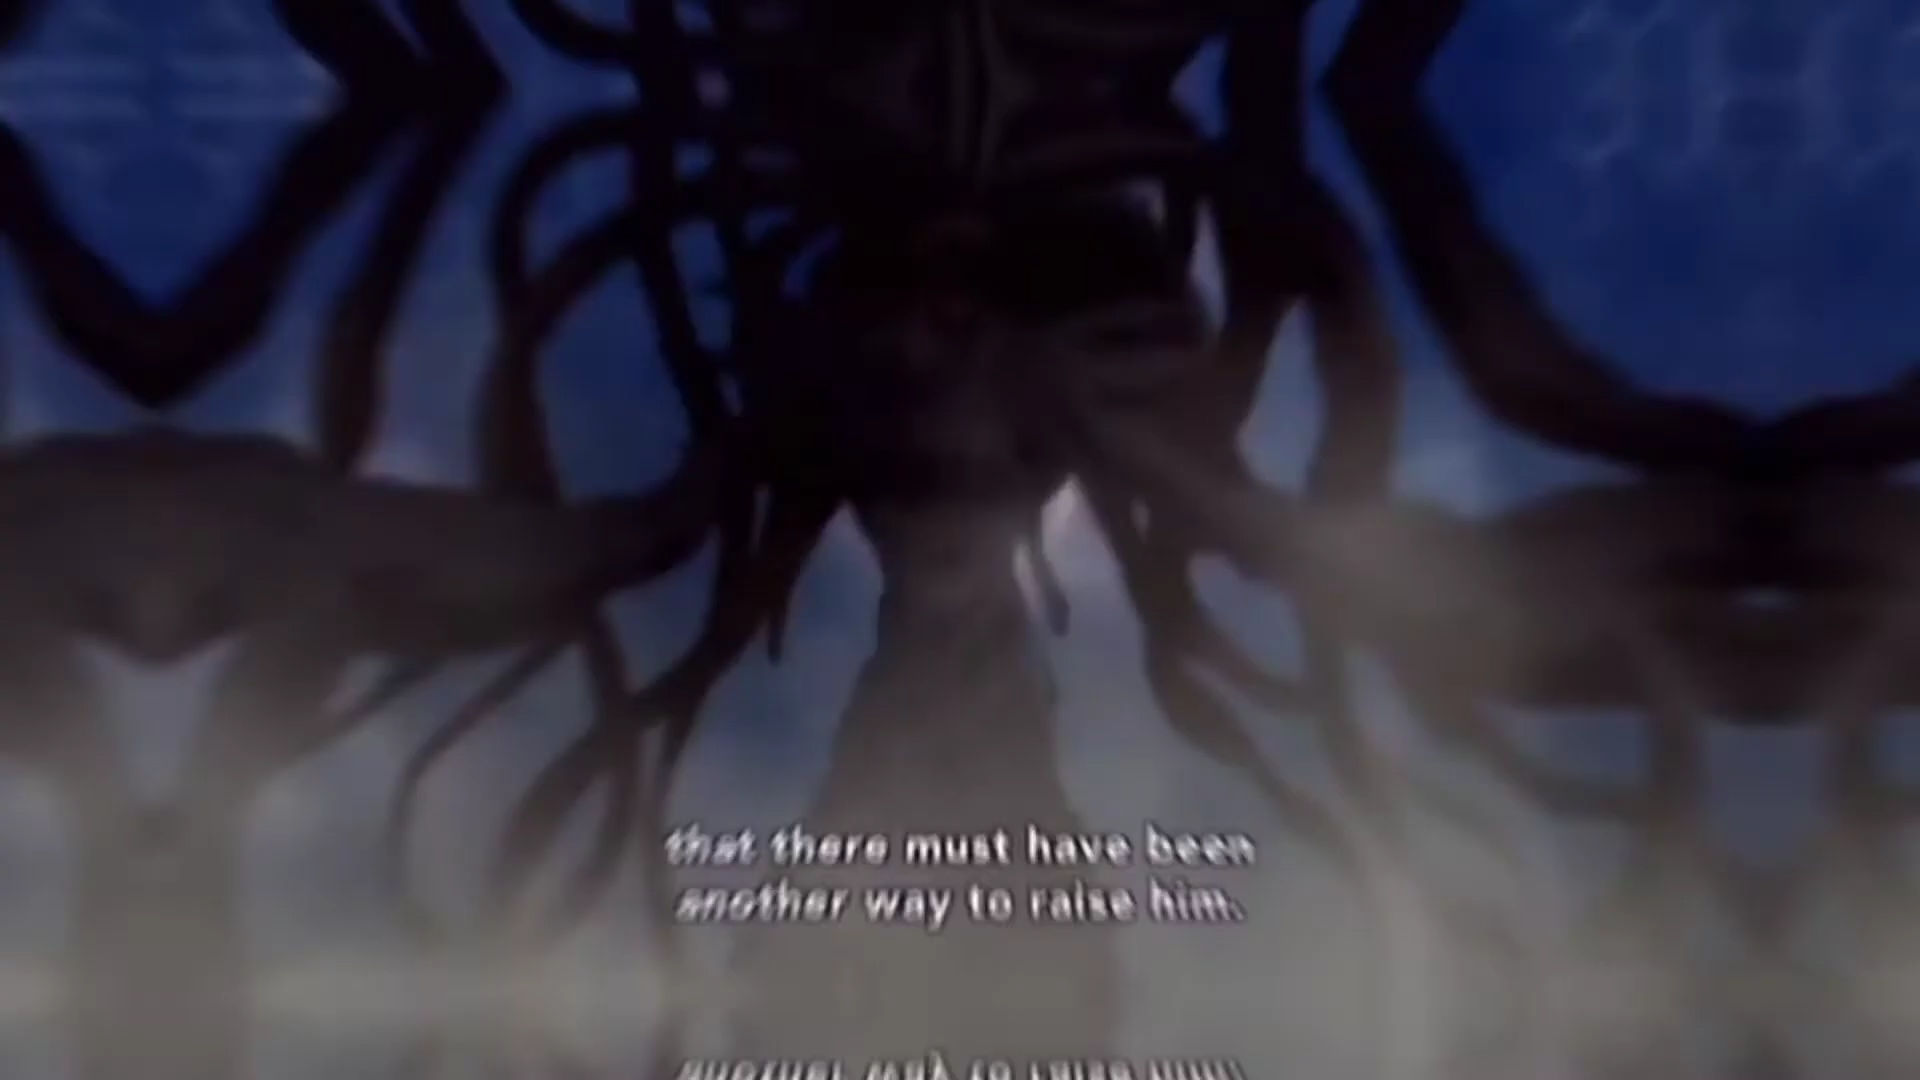 that there must have been
another way to raise him.